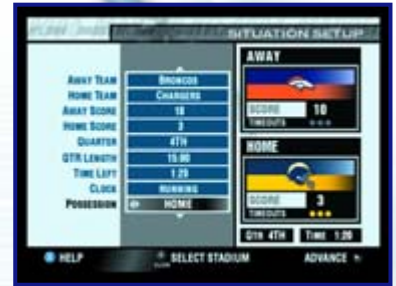 SITUATION SETUP
AWAY TEAM BRONCOS
HOME TEAM CHARGERS
AWAY SCORE 10
HOME SCORE 3
QUARTER 4TH
QTR LENGTH 15:00
TIME LEFT 1:20
CLOCK RUNNING
POSSESSION HOME
AWAY
SCORE 10
TIMEOUTS
HOME
SCORE 3
TIMEOUTS
QTR 4TH TIME 1:20
HELP SELECT STADIUM ADVANCE